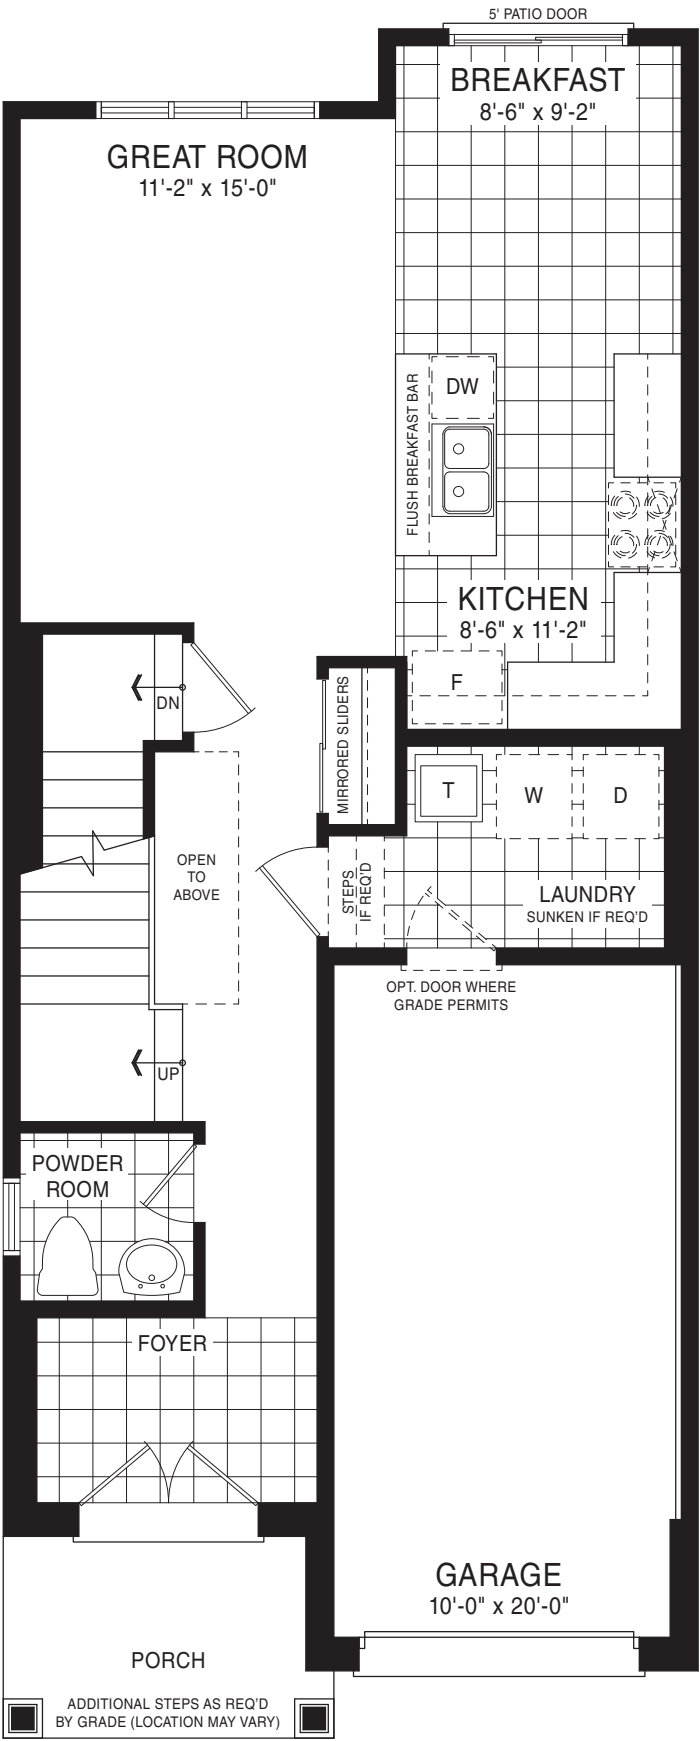 5' PATIO DOOR
BREAKFAST
8'-6" x 9'-2"
GREAT ROOM
11'-2" x 15'-0"
FLUSH BREAKFAST BAR
DW
KITCHEN
8'-6" x 11'-2"
F
DN
MIRRORED SLIDERS
T
W
D
OPEN
TO
ABOVE
STEPS
IF REQ'D
LAUNDRY
SUNKEN IF REQ'D
OPT. DOOR WHERE
GRADE PERMITS
UP
POWDER
ROOM
FOYER
GARAGE
10'-0" x 20'-0"
PORCH
ADDITIONAL STEPS AS REQ'D
BY GRADE (LOCATION MAY VARY)